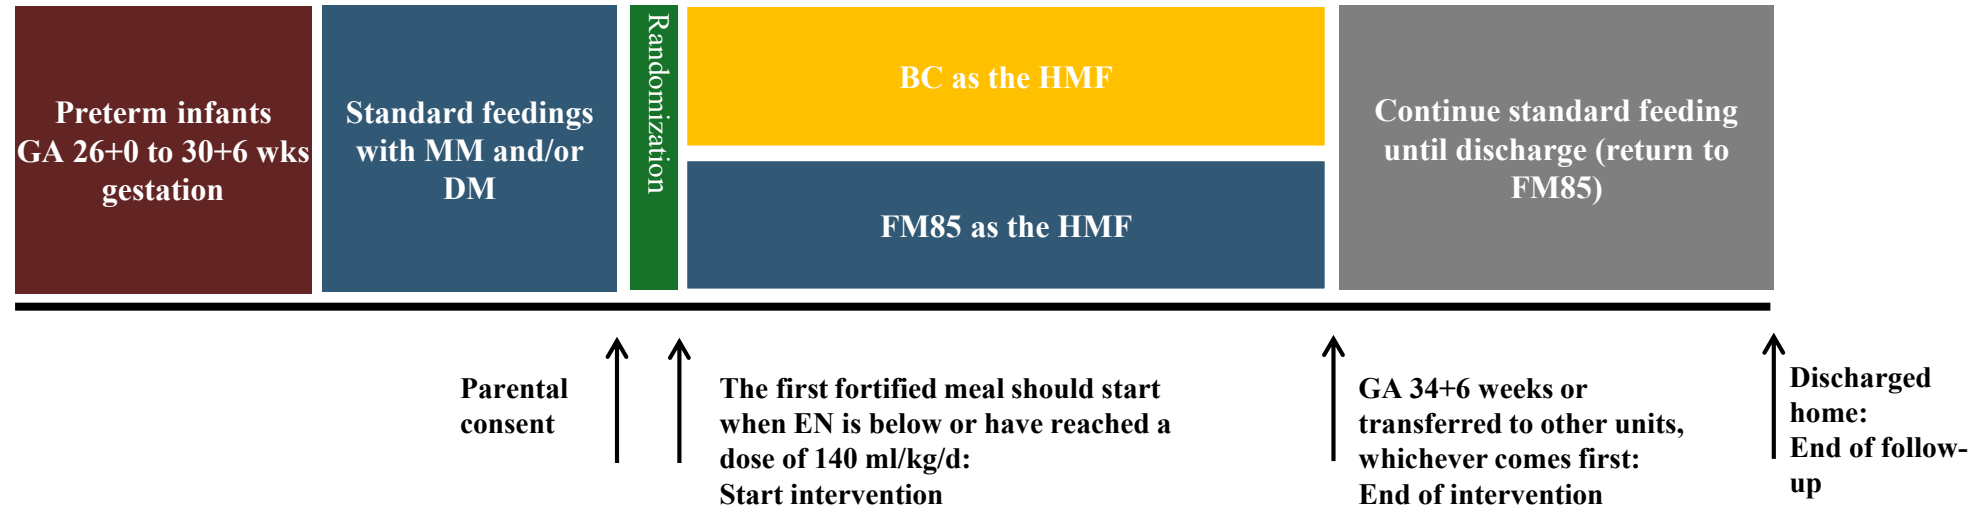 Preterm infants
GA 26+0 to 30+6 wks
gestation
Standard feedings
with MM and/or
DM
Randomization
BC as the HMF
FM85 as the HMF
Continue standard feeding
until discharge (return to
FM85)
Parental
consent
The first fortified meal should start
when EN is below or have reached a
dose of 140 ml/kg/d:
Start intervention
GA 34+6 weeks or
transferred to other units,
whichever comes first:
End of intervention
Discharged
home:
End of follow-
up